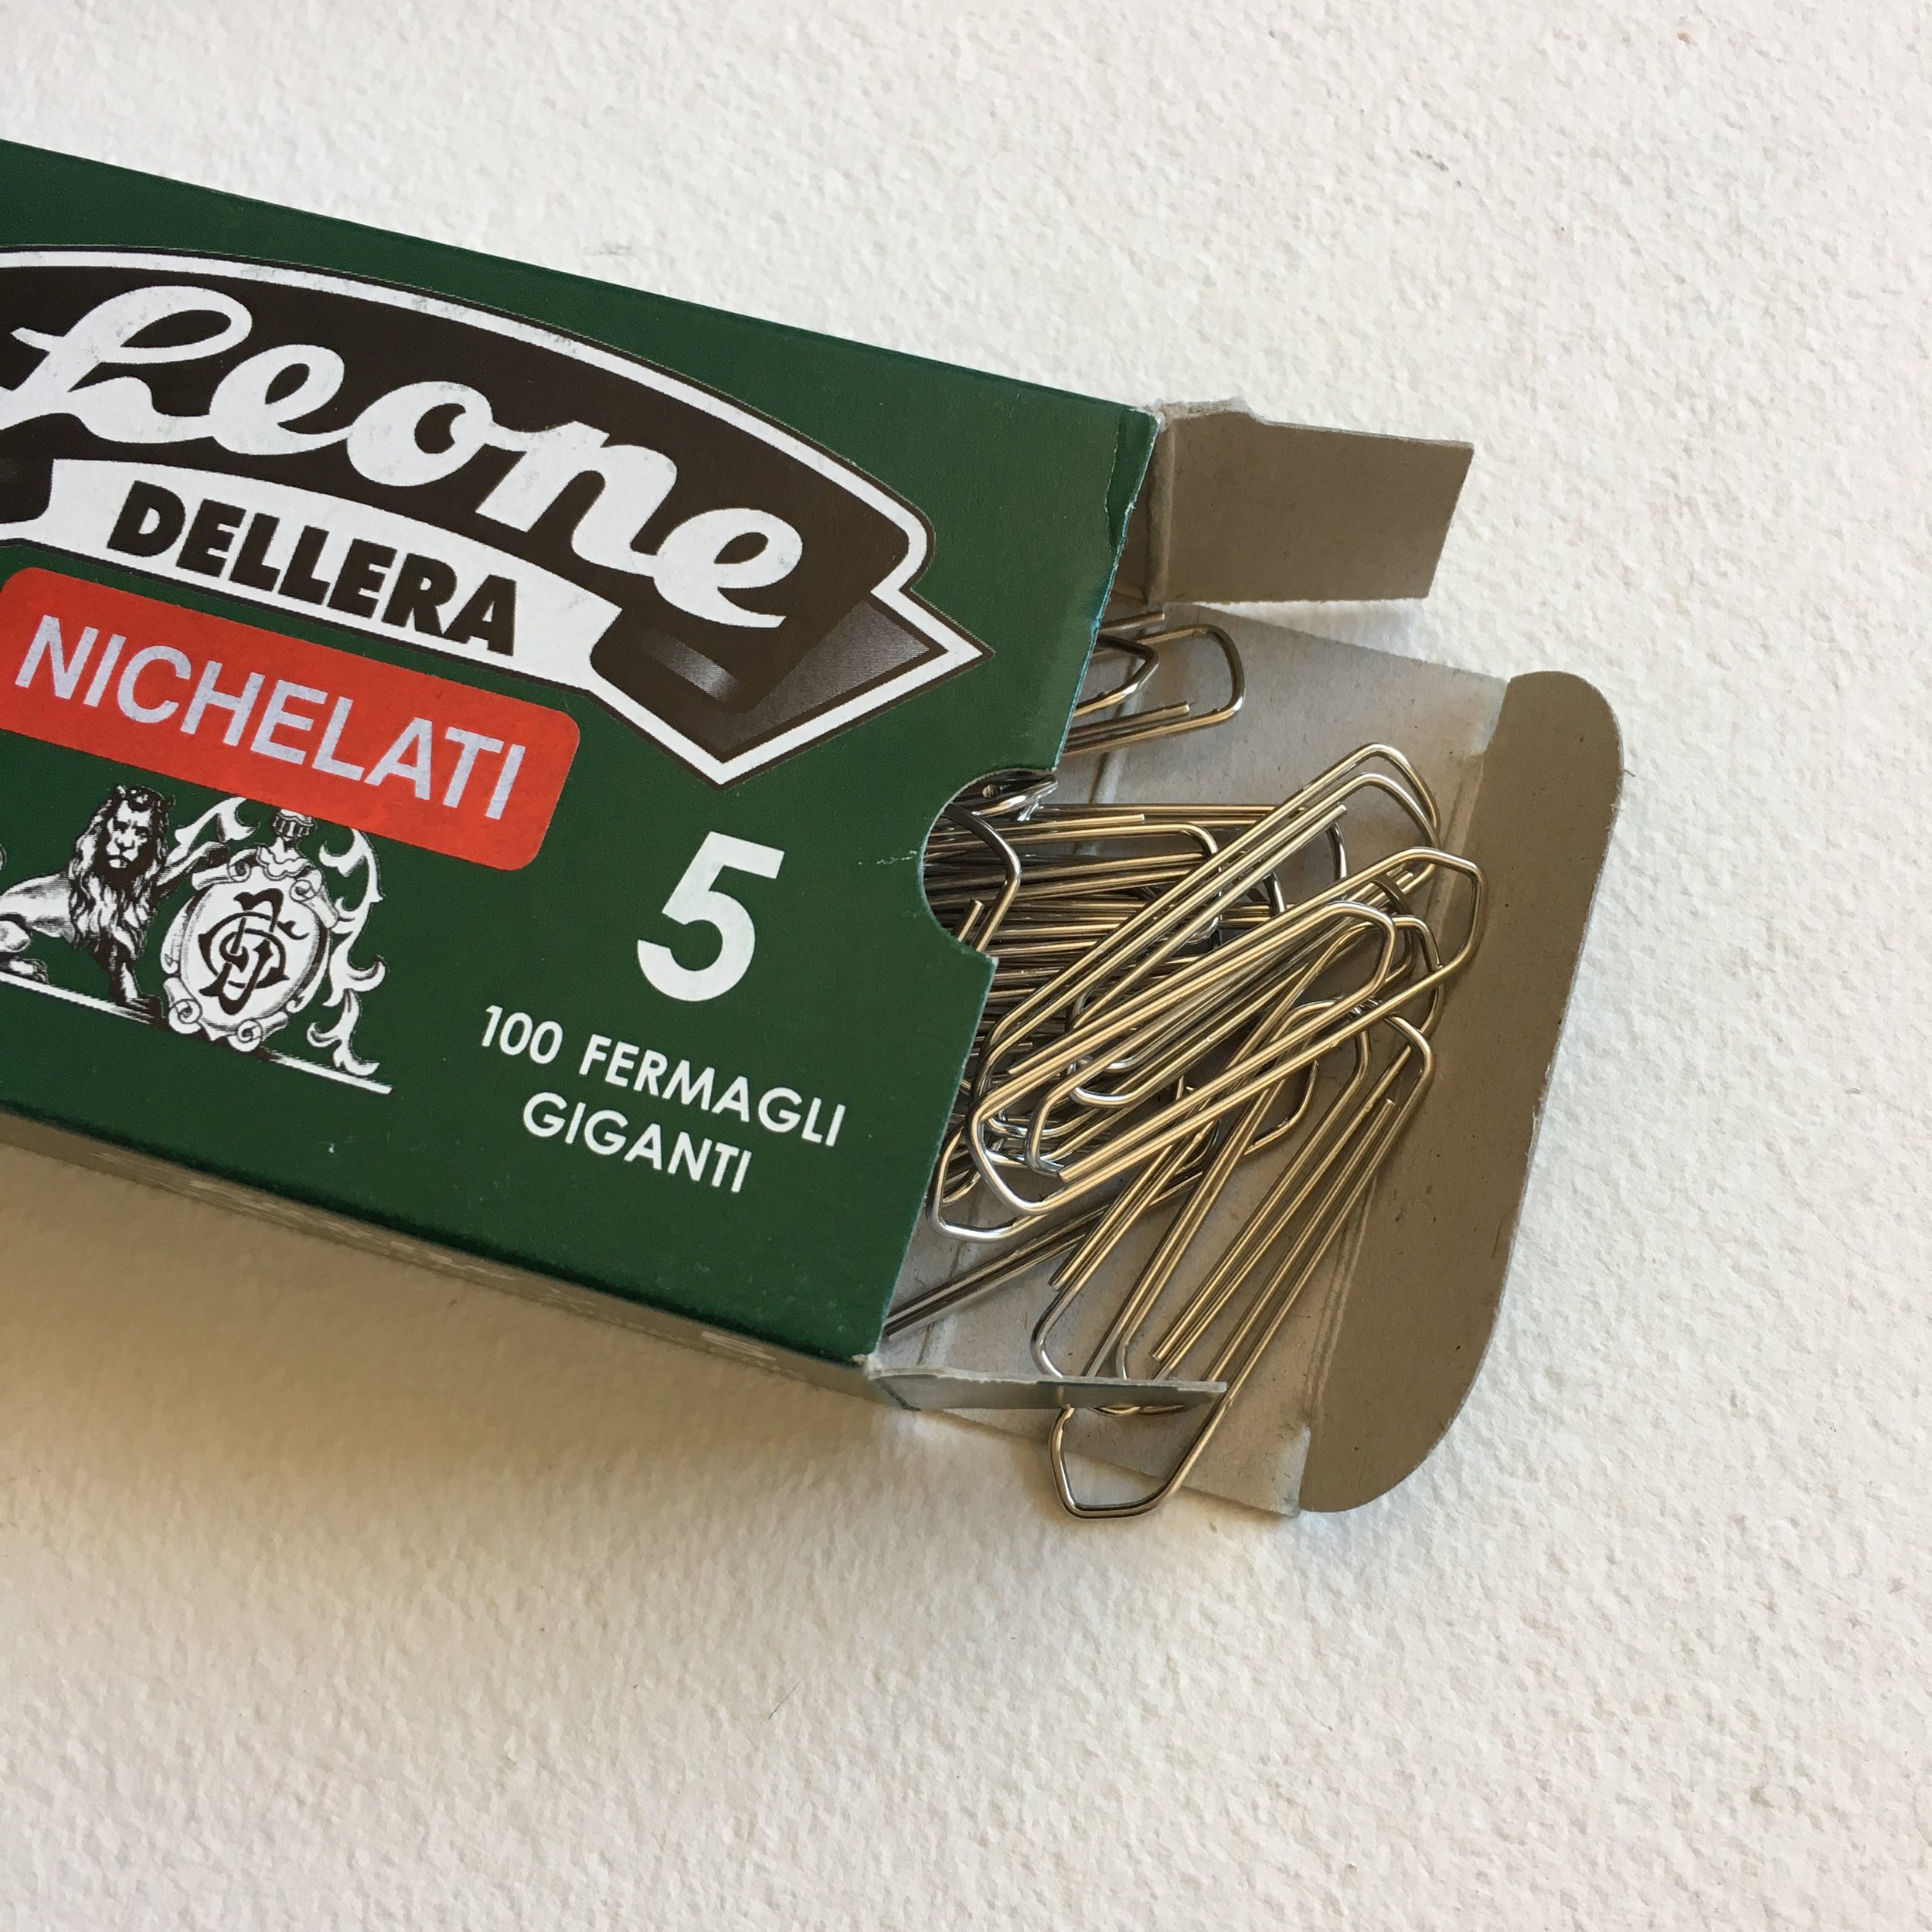 Leone
DELLERA
NICHELATI
5
100 FERMAGLI
GIGANTI